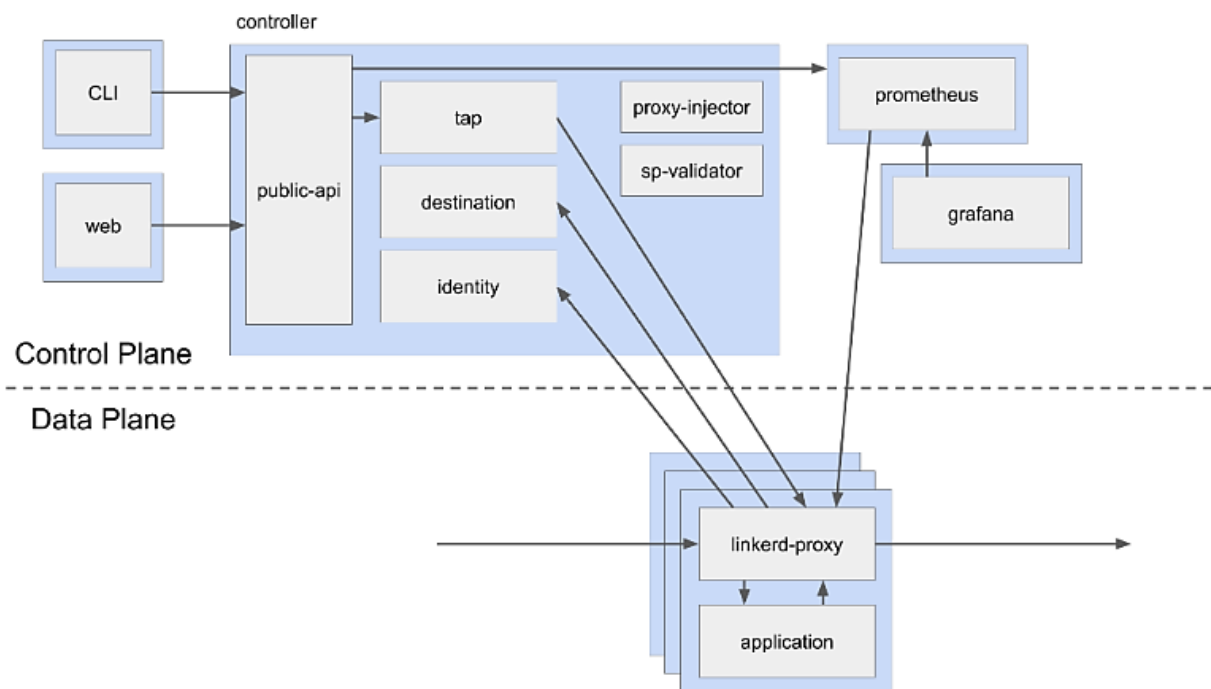 controller
CLI
web
public-api
tap
destination
identity
proxy-injector
sp-validator
prometheus
grafana
Control Plane
Data Plane
linkerd-proxy
application